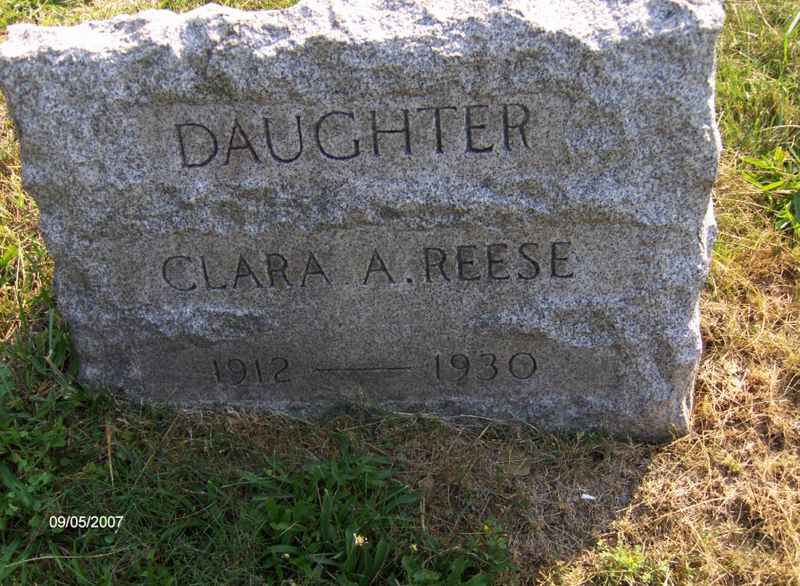 DAUGHTER
CLARA A. REESE
1912 — 1930
09/05/2007